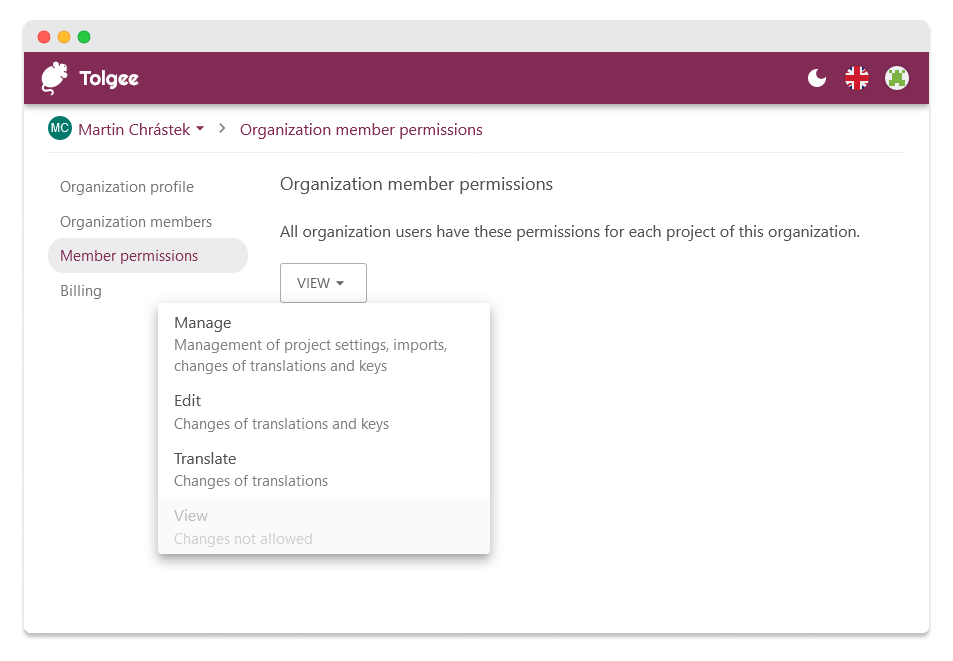 Tolgee
MC Martin Chrástek > Organization member permissions
Organization profile
Organization members
Member permissions
Billing
Organization member permissions
All organization users have these permissions for each project of this organization.
VIEW
Manage
Management of project settings, imports,
changes of translations and keys
Edit
Changes of translations and keys
Translate
Changes of translations
View
Changes not allowed